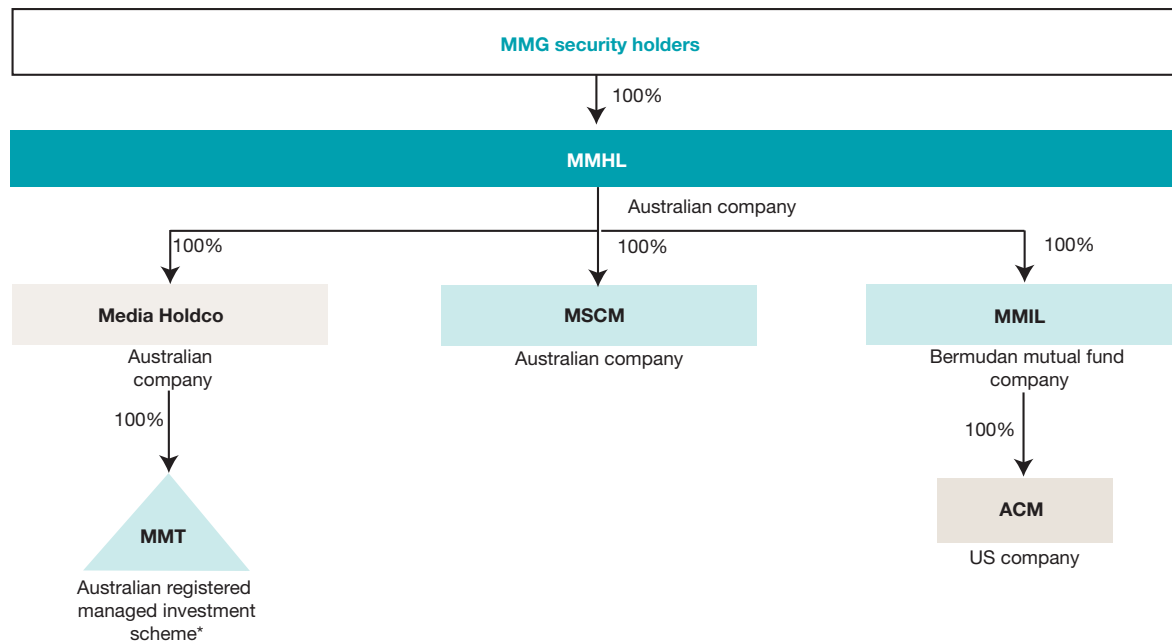 MMG security holders
100%
MMHL
Australian company
100%
100%
100%
Media Holdco
MSCM
MMIL
Australian
company
Australian company
Bermudan mutual fund
company
100%
100%
MMT
ACM
Australian registered
managed investment
scheme*
US company